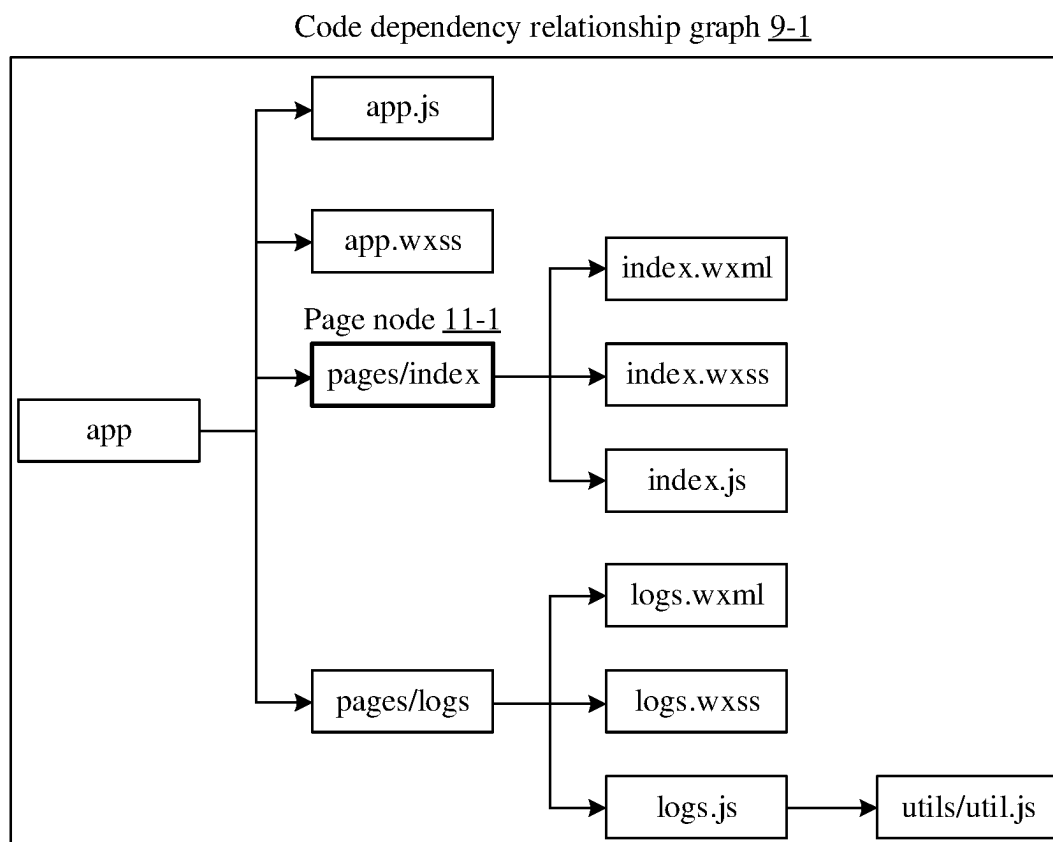 Code dependency relationship graph 9-1
app.js
app.wxss
index.wxml
Page node 11-1
pages/index
index.wxss
app
index.js
logs.wxml
pages/logs
logs.wxss
logs.js
utils/util.js